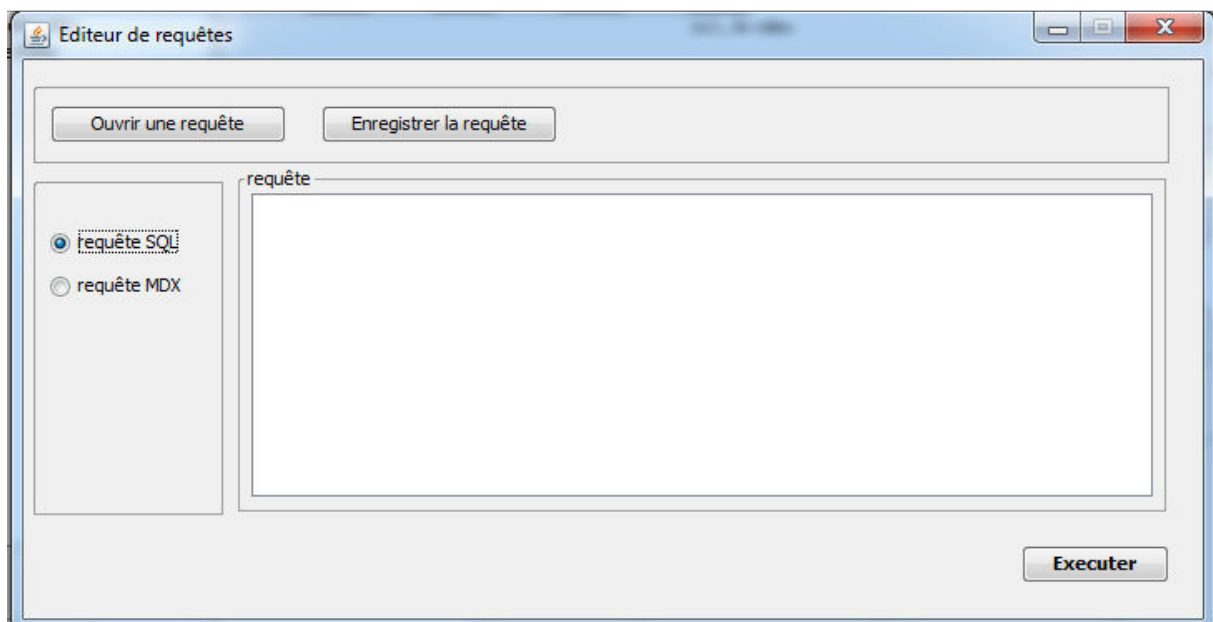 Editeur de requêtes
Ouvrir une requête Enregistrer la requête
requête
requête SQL
requête MDX
Executer